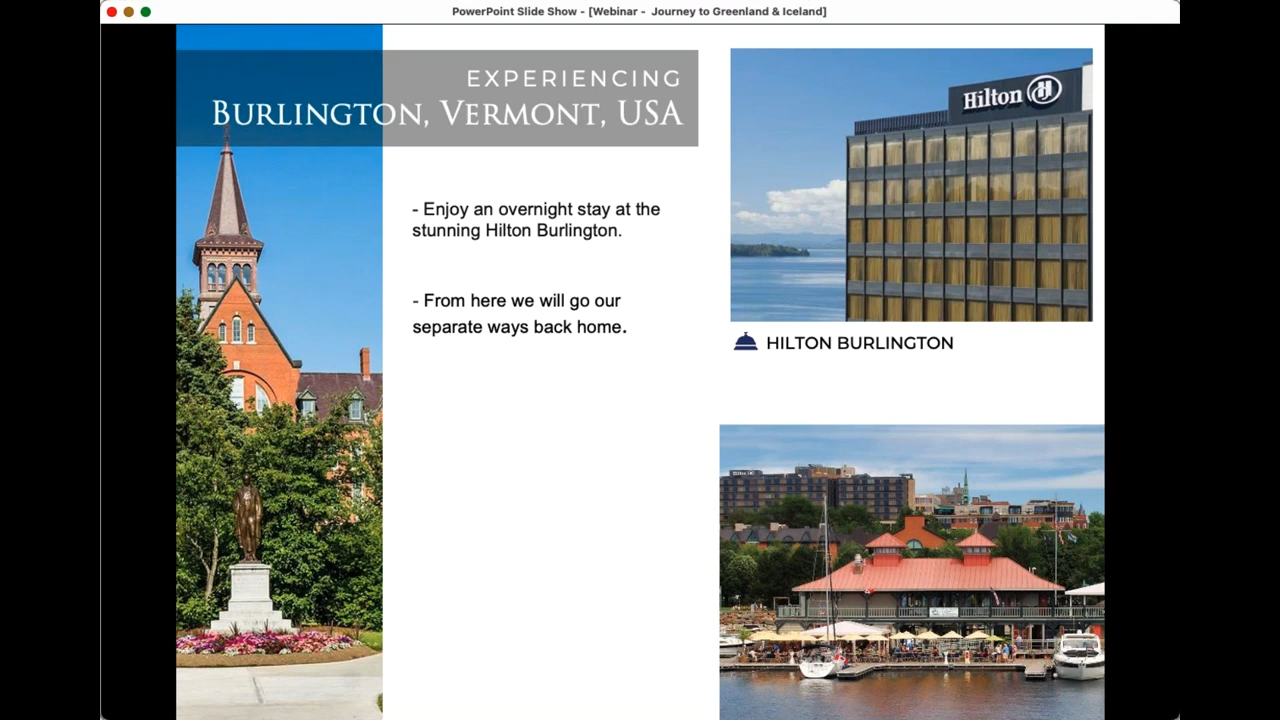 PowerPoint Slide Show - [Webinar - Journey to Greenland & Iceland]
EXPERIENCING
BURLINGTON, VERMONT, USA
- Enjoy an overnight stay at the
stunning Hilton Burlington.
- From here we will go our
separate ways back home.
Hilton H
HILTON BURLINGTON